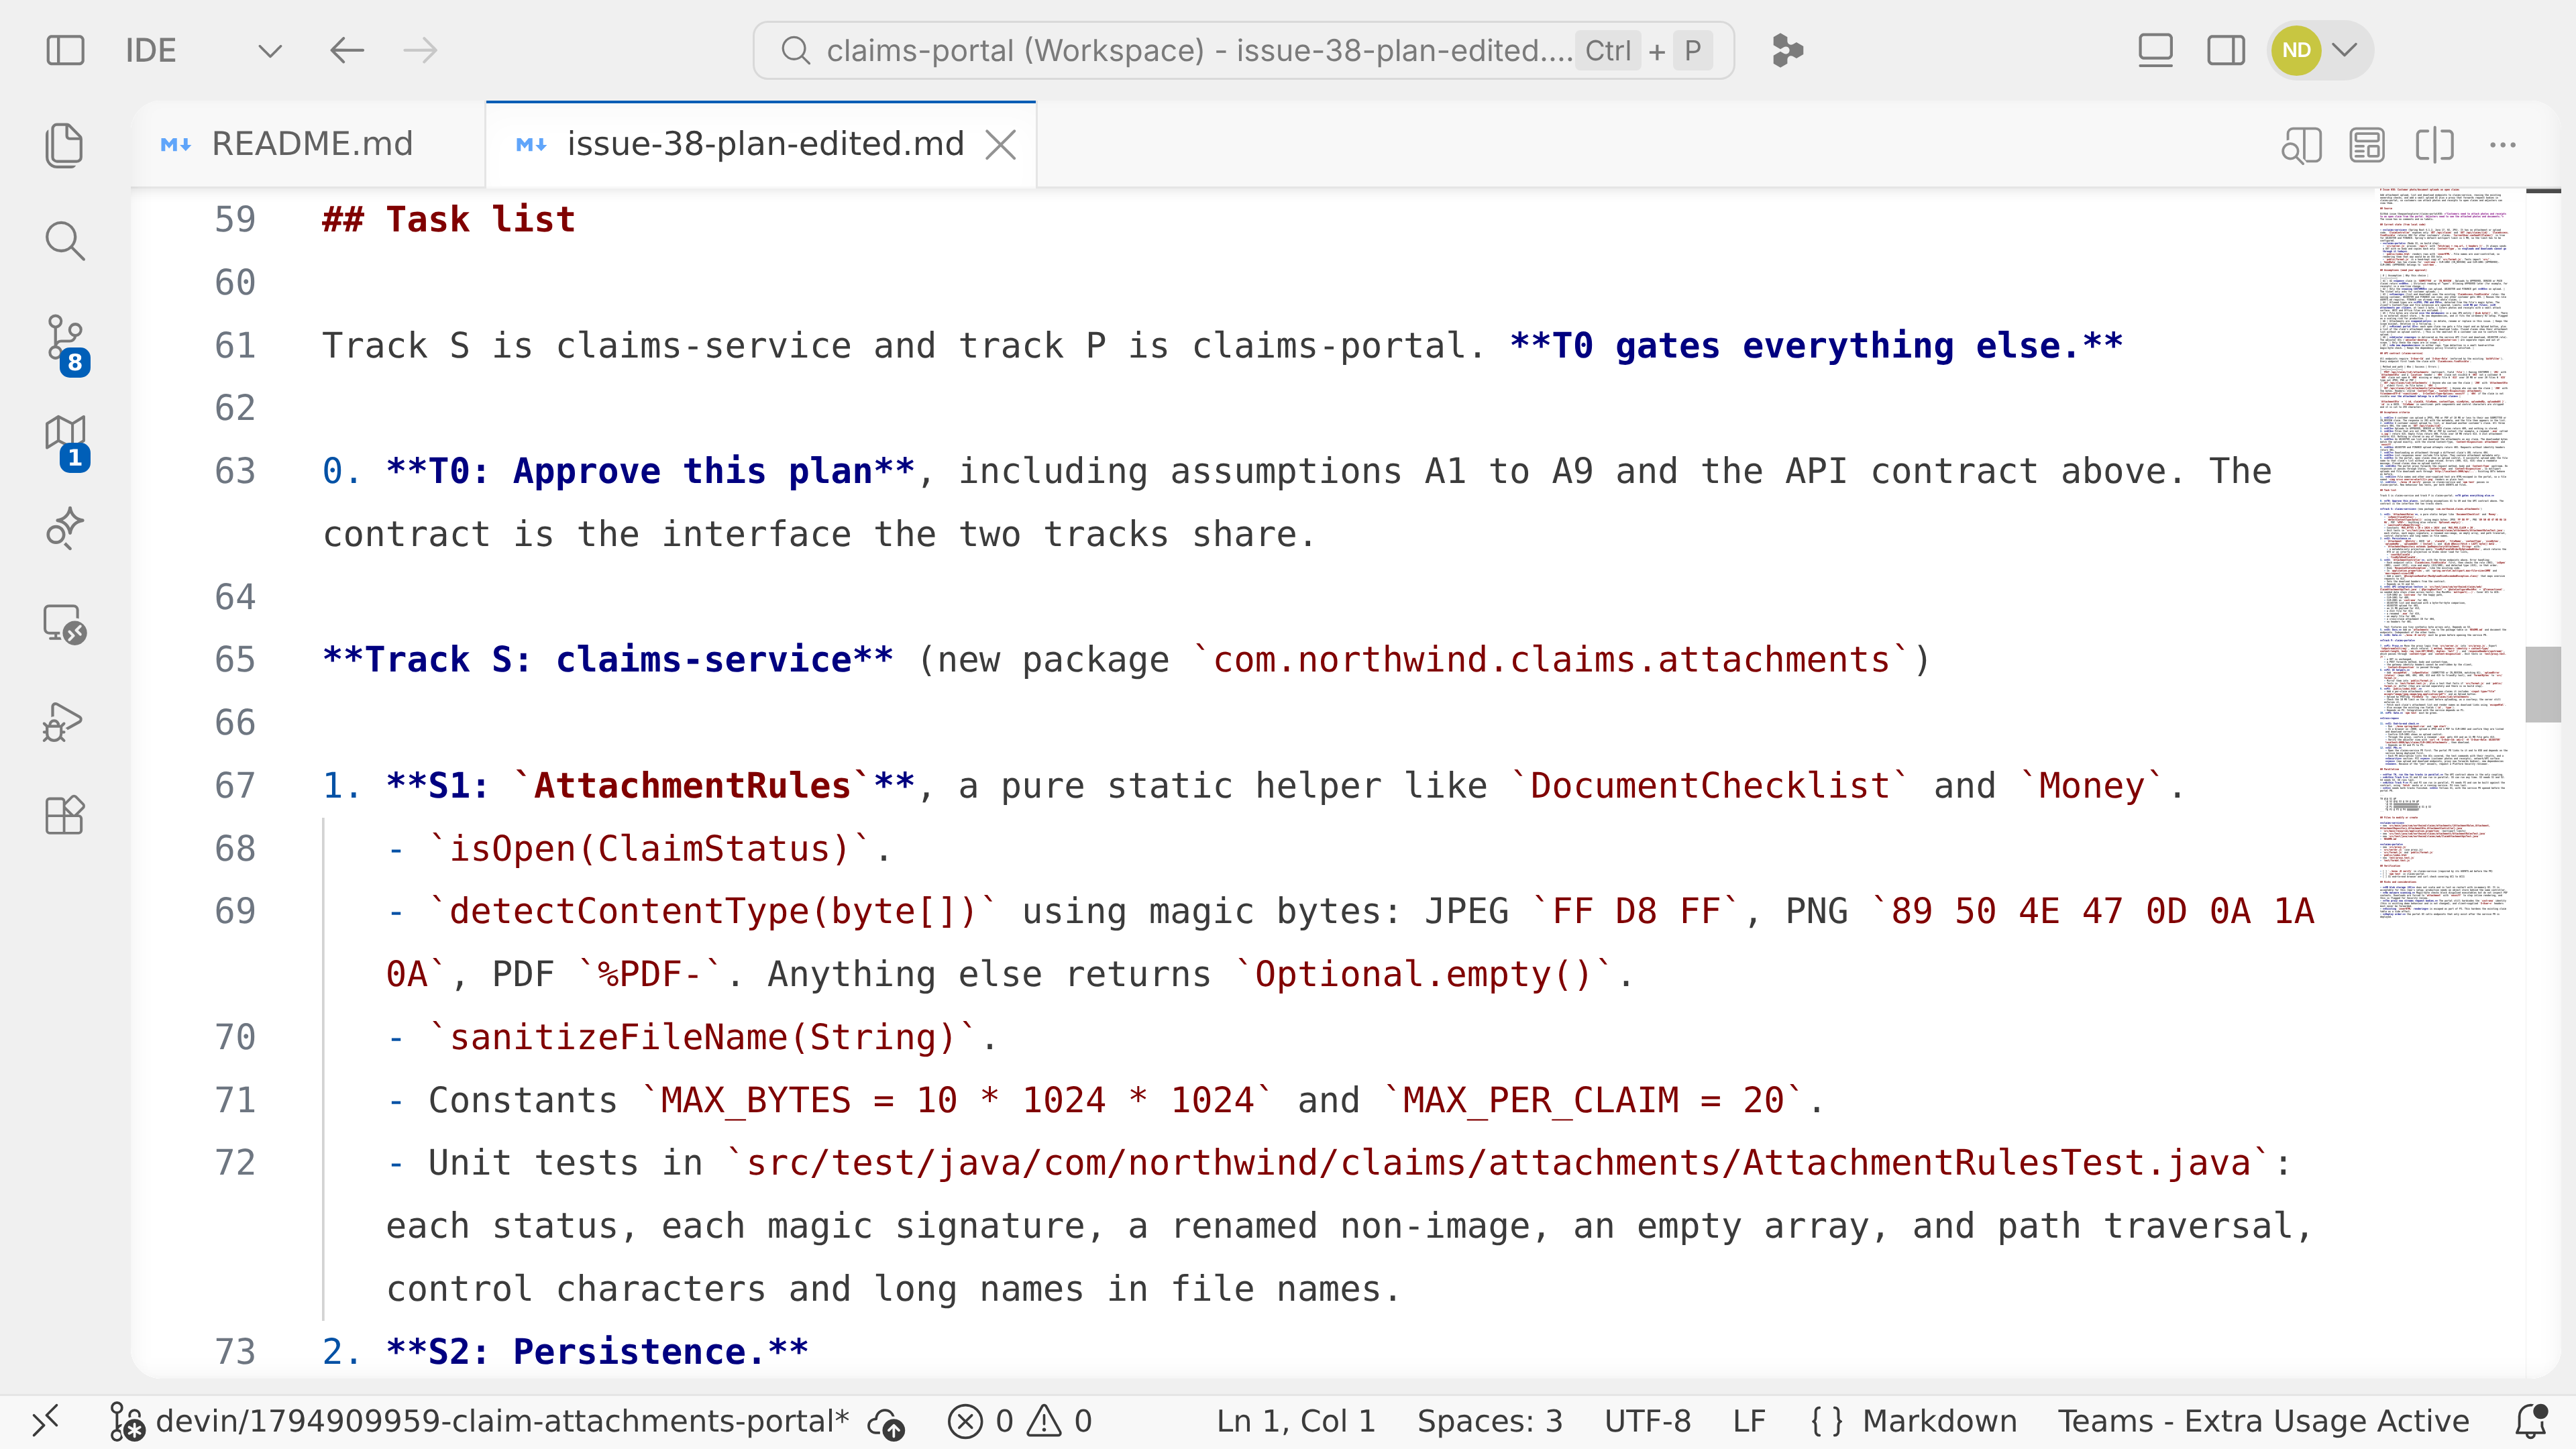 IDE
claims-portal (Workspace) - issue-38-plan-edited.... Ctrl + P
ND
README.md
issue-38-plan-edited.md
8
1
59 ## Task list
60
61 Track S is claims-service and track P is claims-portal. **T0 gates everything else.**
62
63 0. **T0: Approve this plan**, including assumptions A1 to A9 and the API contract above. The
contract is the interface the two tracks share.
64
65 **Track S: claims-service** (new package `com.northwind.claims.attachments`)
66
67 1. **S1: `AttachmentRules`**, a pure static helper like `DocumentChecklist` and `Money`.
68 - `isOpen(ClaimStatus)`.
69 - `detectContentType(byte[])` using magic bytes: JPEG `FF D8 FF`, PNG `89 50 4E 47 0D 0A 1A
0A`, PDF `%PDF-`. Anything else returns `Optional.empty()`.
70 - `sanitizeFileName(String)`.
71 - Constants `MAX_BYTES = 10 * 1024 * 1024` and `MAX_PER_CLAIM = 20`.
72 - Unit tests in `src/test/java/com/northwind/claims/attachments/AttachmentRulesTest.java`:
each status, each magic signature, a renamed non-image, an empty array, and path traversal,
control characters and long names in file names.
73 2. **S2: Persistence.**
devin/1794909959-claim-attachments-portal* 0 0 Ln 1, Col 1 Spaces: 3 UTF-8 LF { } Markdown Teams - Extra Usage Active